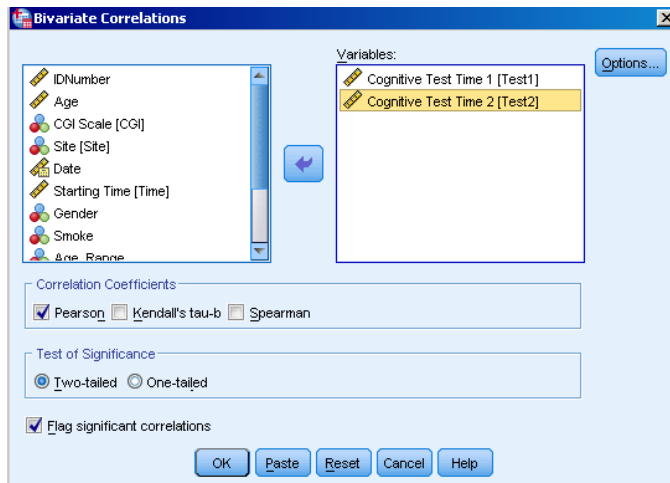 Bivariate Correlations
Variables:
IDNumber
Age
CGI Scale [CGI]
Site [Site]
Date
Starting Time [Time]
Gender
Smoke
Age_Range
Cognitive Test Time 1 [Test1]
Cognitive Test Time 2 [Test2]
Options...
Correlation Coefficients
Pearson Kendall's tau-b Spearman
Test of Significance
Two-tailed One-tailed
Flag significant correlations
OK Paste Reset Cancel Help